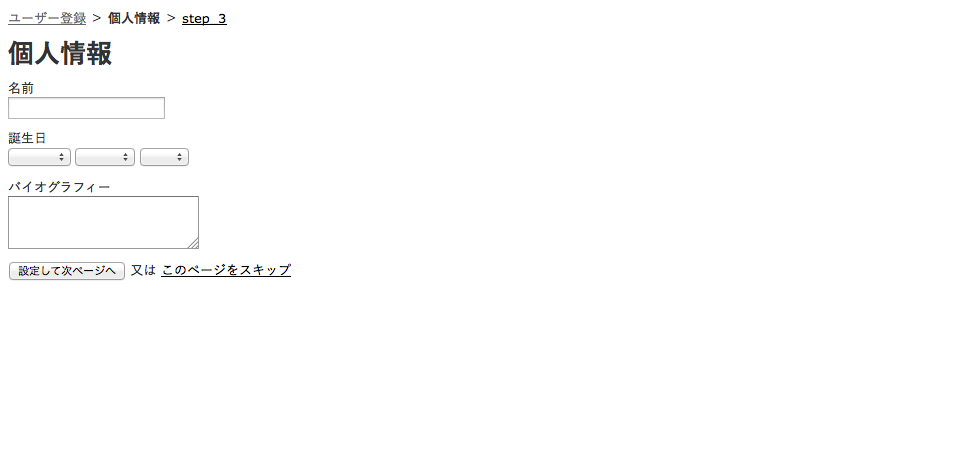 ユーザー登録 > 個人情報 > step_3
個人情報
名前
誕生日
バイオグラフィー
設定して次ページへ 又は このページをスキップ